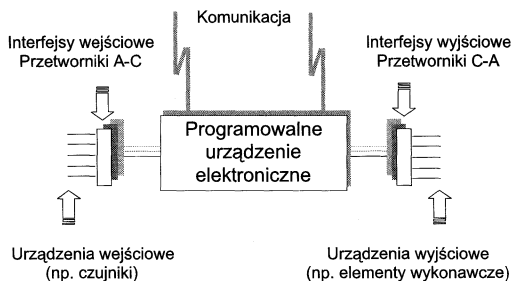 Komunikacja
Interfejsy wejściowe
Przetworniki A-C
Interfejsy wyjściowe
Przetworniki C-A
Programowalne
urządzenie
elektroniczne
Urządzenia wejściowe
(np. czujniki)
Urządzenia wyjściowe
(np. elementy wykonawcze)